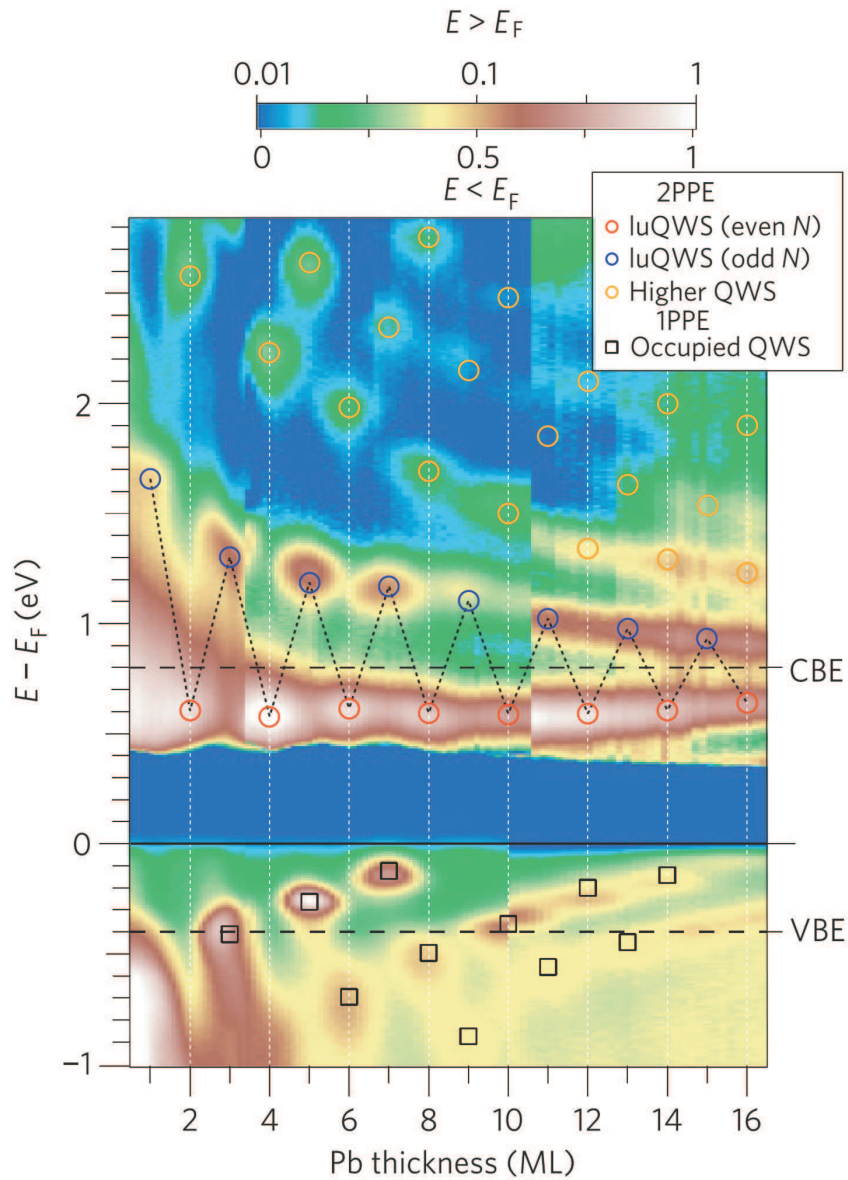 E > E_F
0.01 0.1 1
0 0.5 1
E < E_F
2PPE
luQWS (even N)
luQWS (odd N)
Higher QWS
1PPE
Occupied QWS
2
1
0
−1
E − E_F (eV)
CBE
VBE
2 4 6 8 10 12 14 16
Pb thickness (ML)